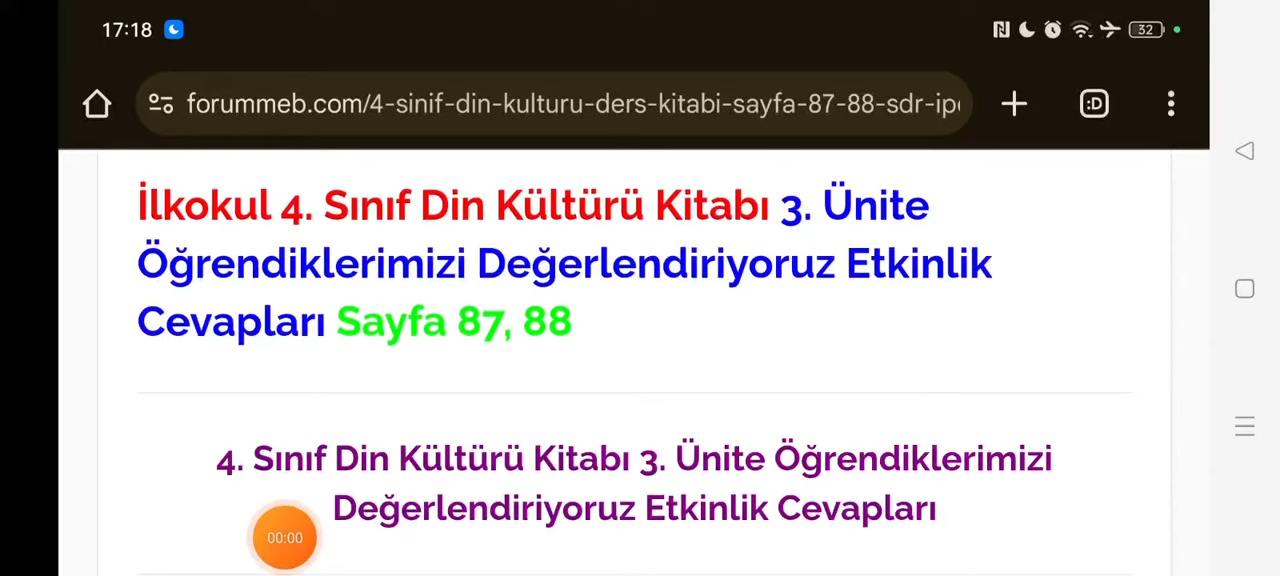 17:18
32
forummeb.com/4-sinif-din-kulturu-ders-kitabi-sayfa-87-88-sdr-ip
:D
İlkokul 4. Sınıf Din Kültürü Kitabı 3. Ünite
Öğrendiklerimizi Değerlendiriyoruz Etkinlik
Cevapları Sayfa 87, 88
4. Sınıf Din Kültürü Kitabı 3. Ünite Öğrendiklerimizi
Değerlendiriyoruz Etkinlik Cevapları
00:00